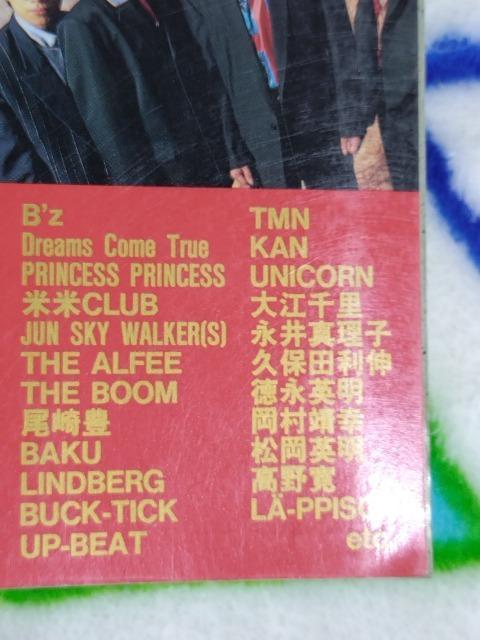 B'z
Dreams Come True
PRINCESS PRINCESS
米米CLUB
JUN SKY WALKER(S)
THE ALFEE
THE BOOM
尾崎豊
BAKU
LINDBERG
BUCK-TICK
UP-BEAT
TMN
KAN
UNICORN
大江千里
永井真理子
久保田利伸
徳永英明
岡村靖幸
松岡英明
高野寛
etc